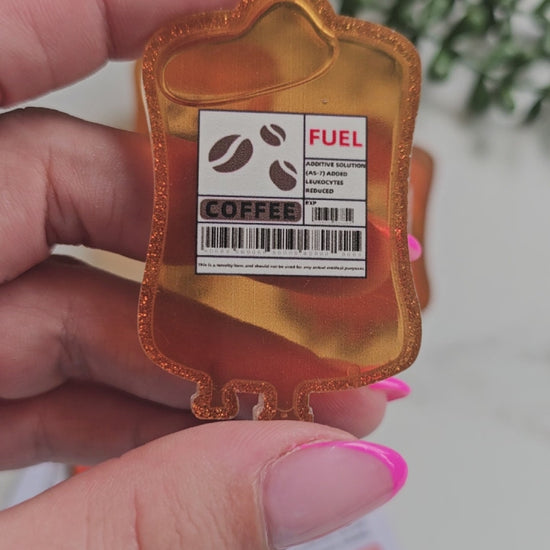 FUEL
ADDITIVE SOLUTION
(AS-7) ADDED
LEUKOCYTES
REDUCED
COFFEE
EXP
This is a novelty item and should not be used for any actual medical purposes